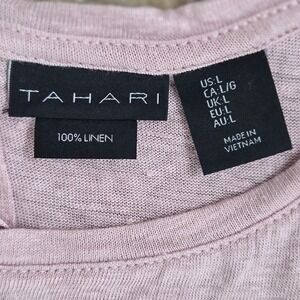 TAHARI
100% LINEN
US·L
CA·L/G
UK·L
EU·L
AU·L
MADE IN
VIETNAM